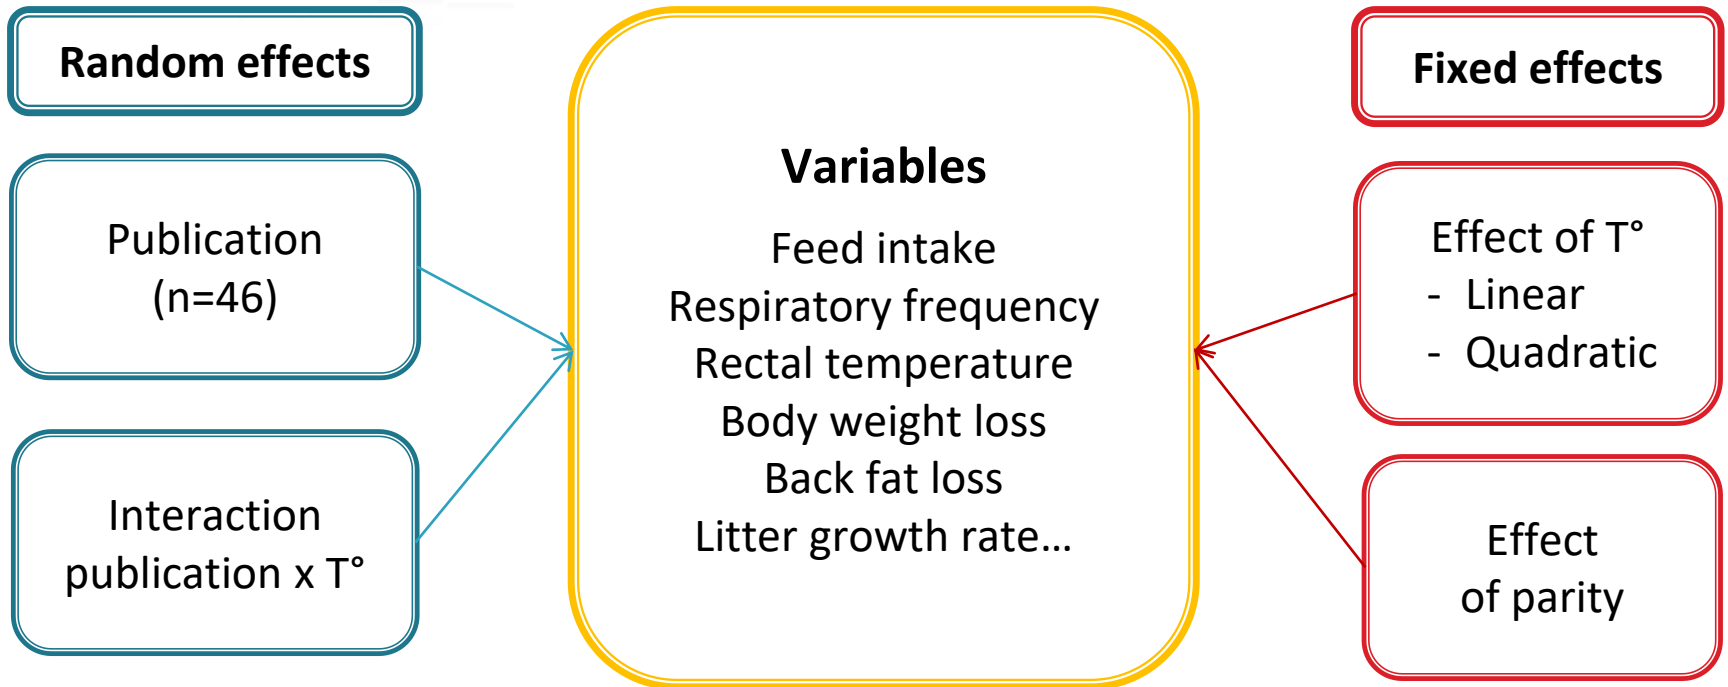 Random effects
Publication
(n=46)
Interaction
publication x T°
Variables
Feed intake
Respiratory frequency
Rectal temperature
Body weight loss
Back fat loss
Litter growth rate…
Fixed effects
Effect of T°
- Linear
- Quadratic
Effect
of parity